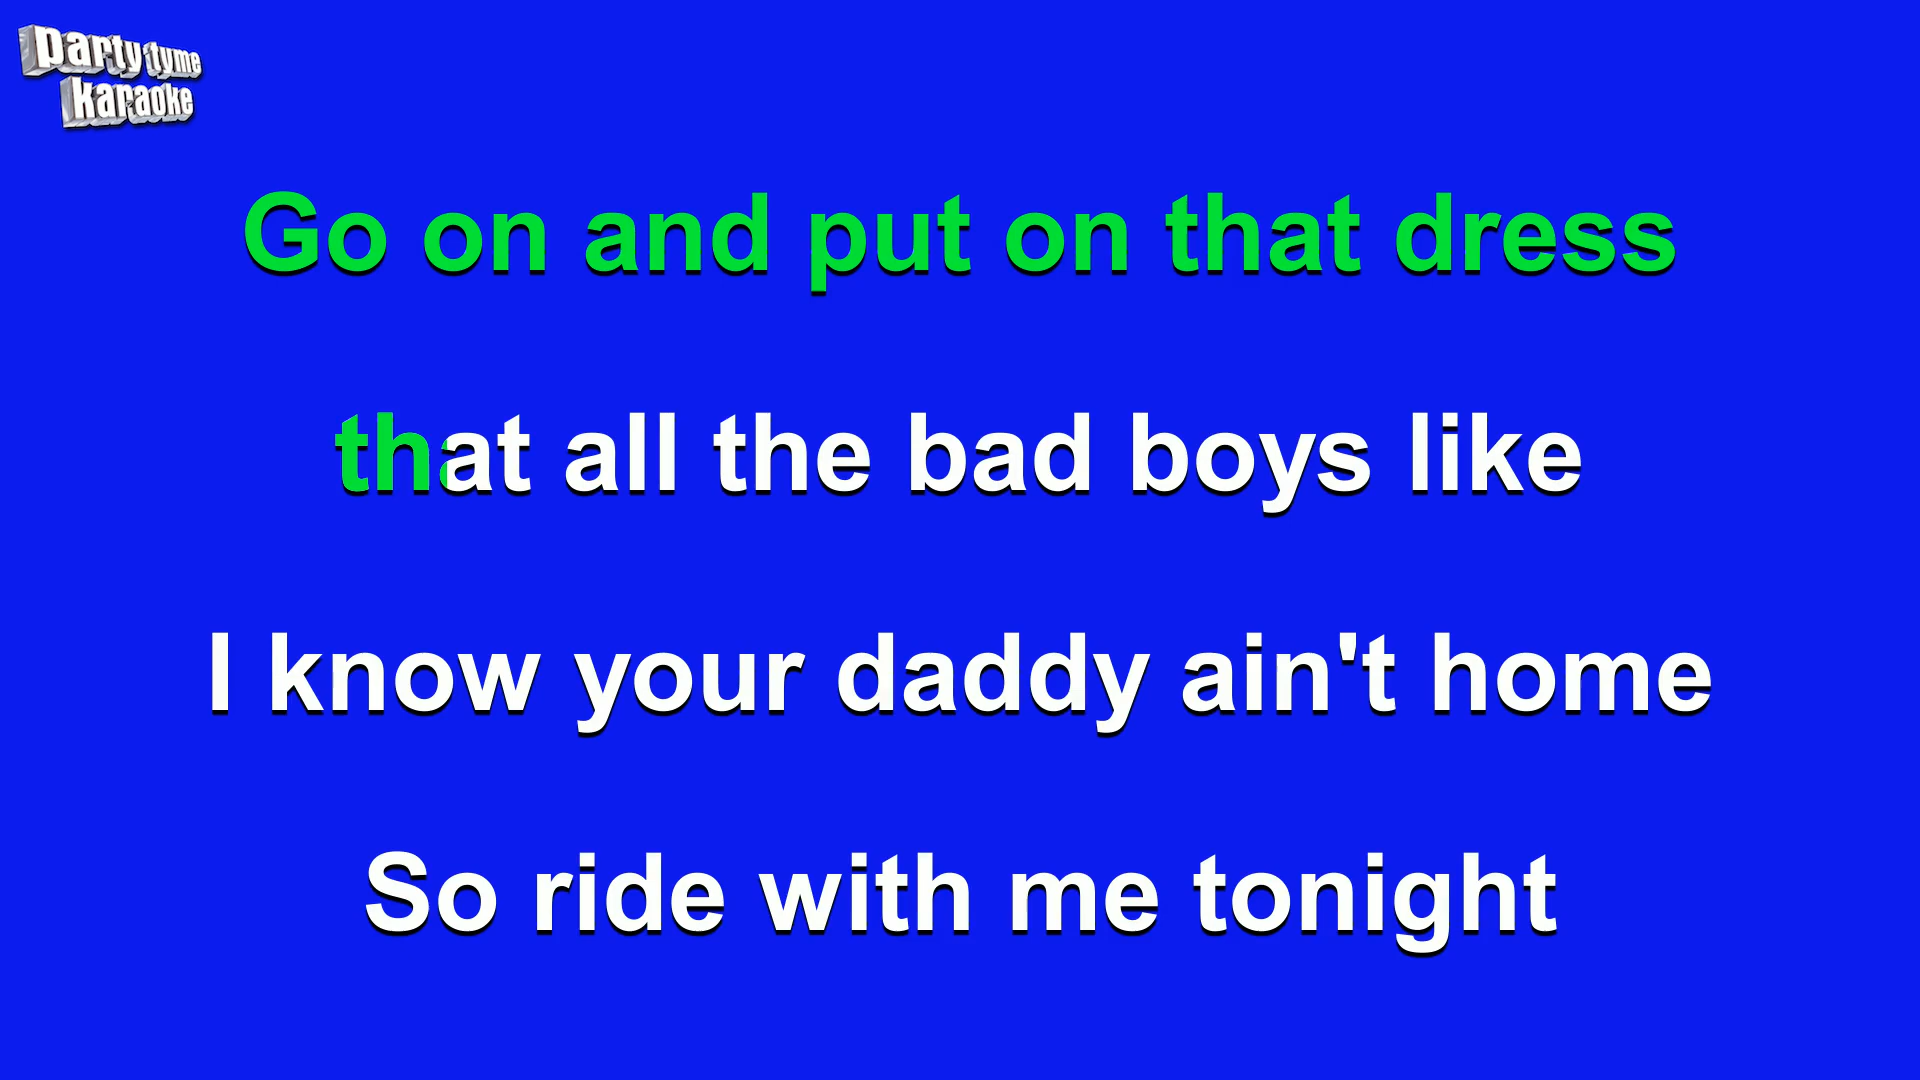 party tyme
karaoke
Go on and put on that dress
that all the bad boys like
I know your daddy ain't home
So ride with me tonight